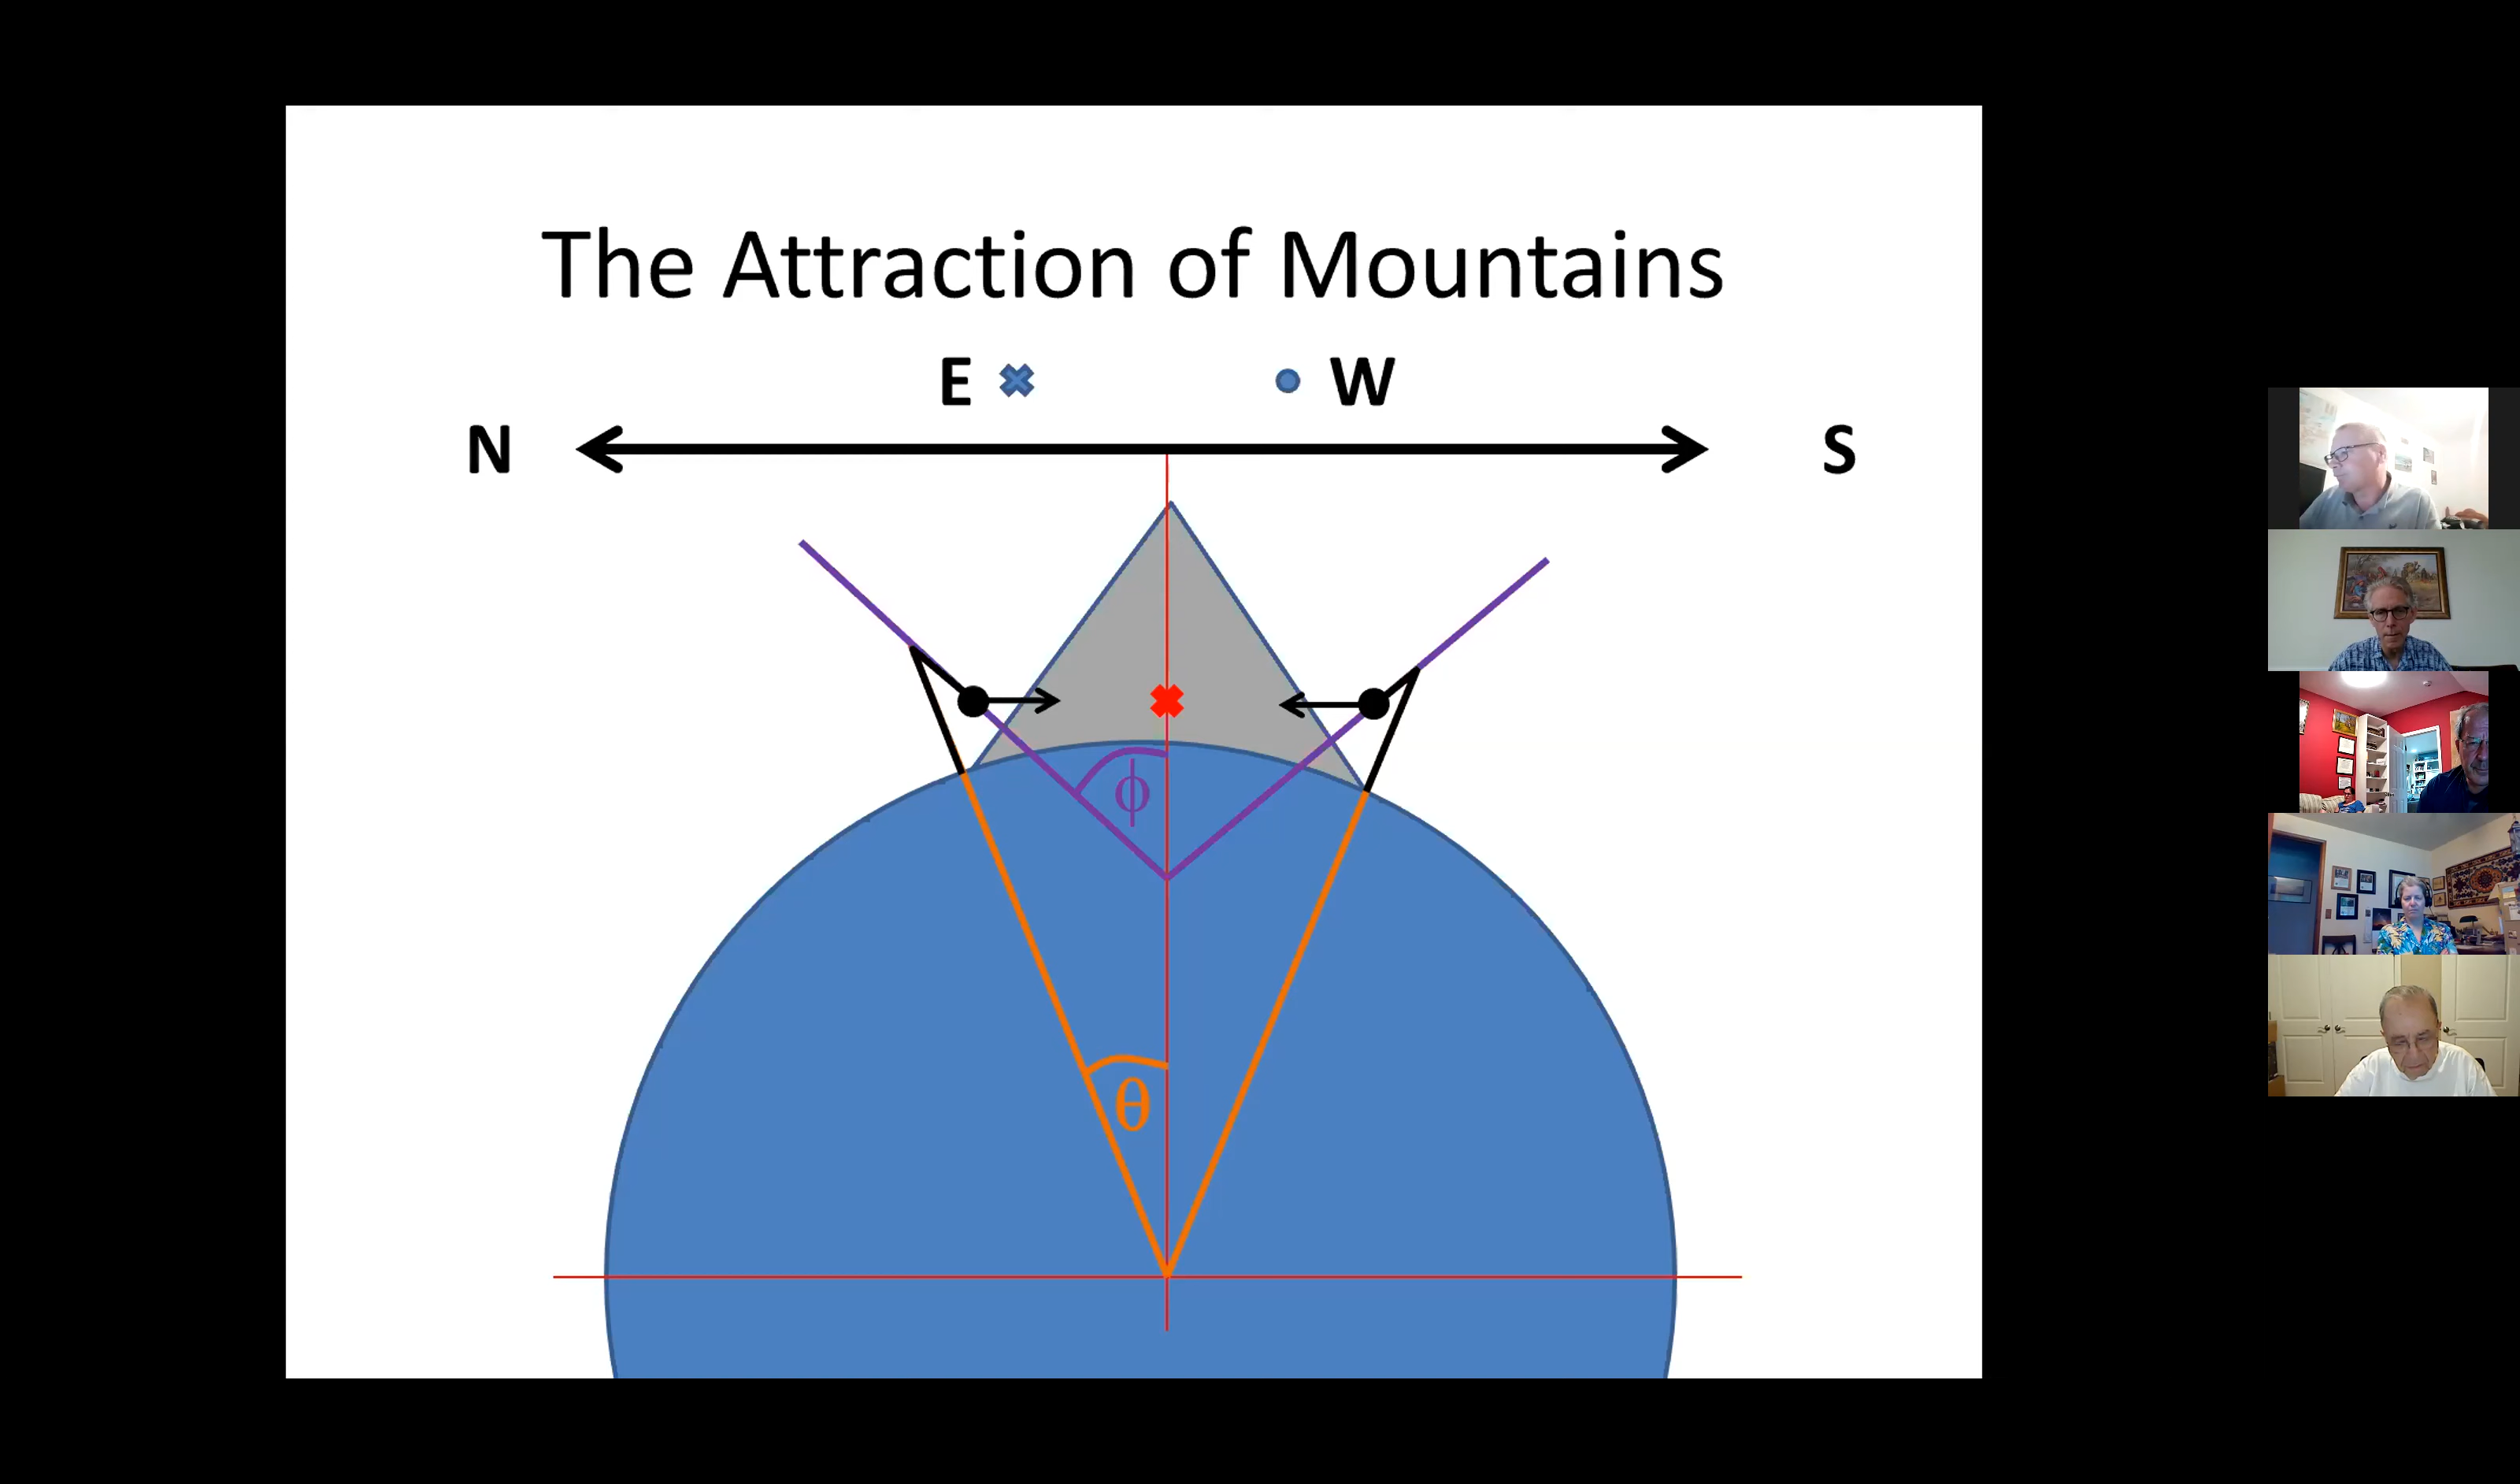 The Attraction of Mountains
E W
N S
ϕ
θ